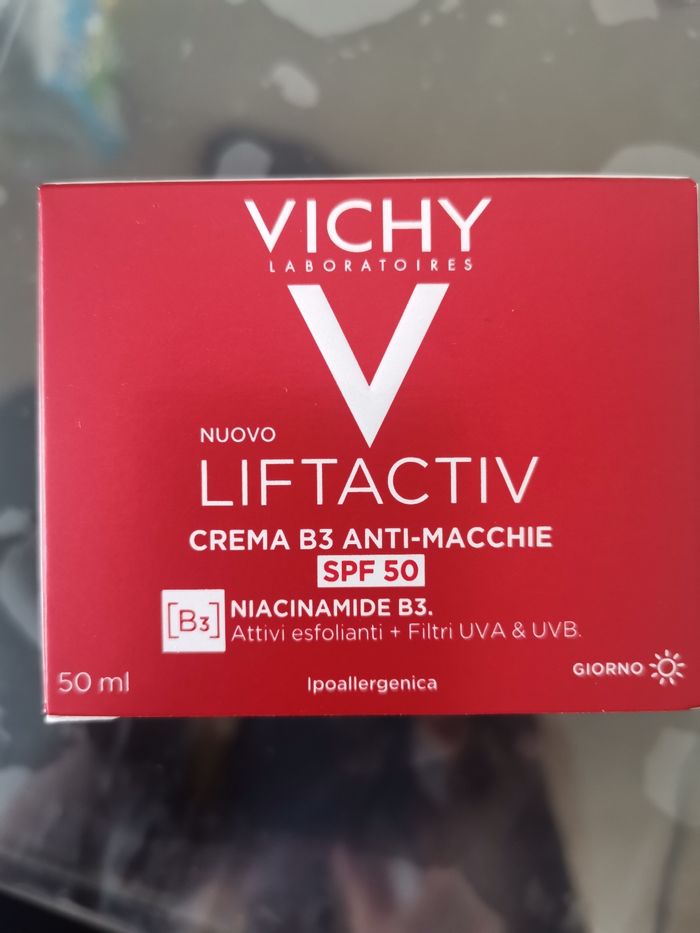 VICHY
LABORATOIRES
V
NUOVO
LIFTACTIV
CREMA B3 ANTI-MACCHIE
SPF 50
[B3] NIACINAMIDE B3.
Attivi esfolianti + Filtri UVA & UVB.
GIORNO
50 ml
Ipoallergenica